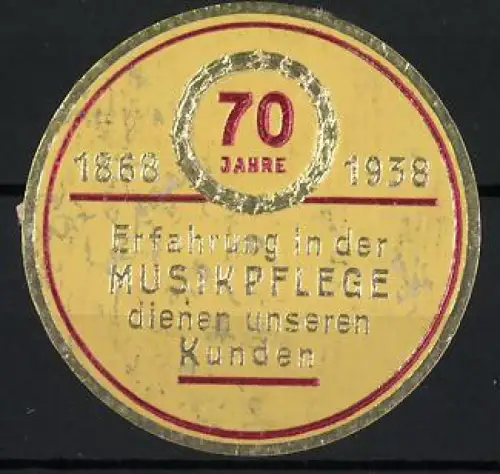 70
JAHRE
1868 1938
Erfahrung in der
MUSIKPFLEGE
dienen unseren
Kunden